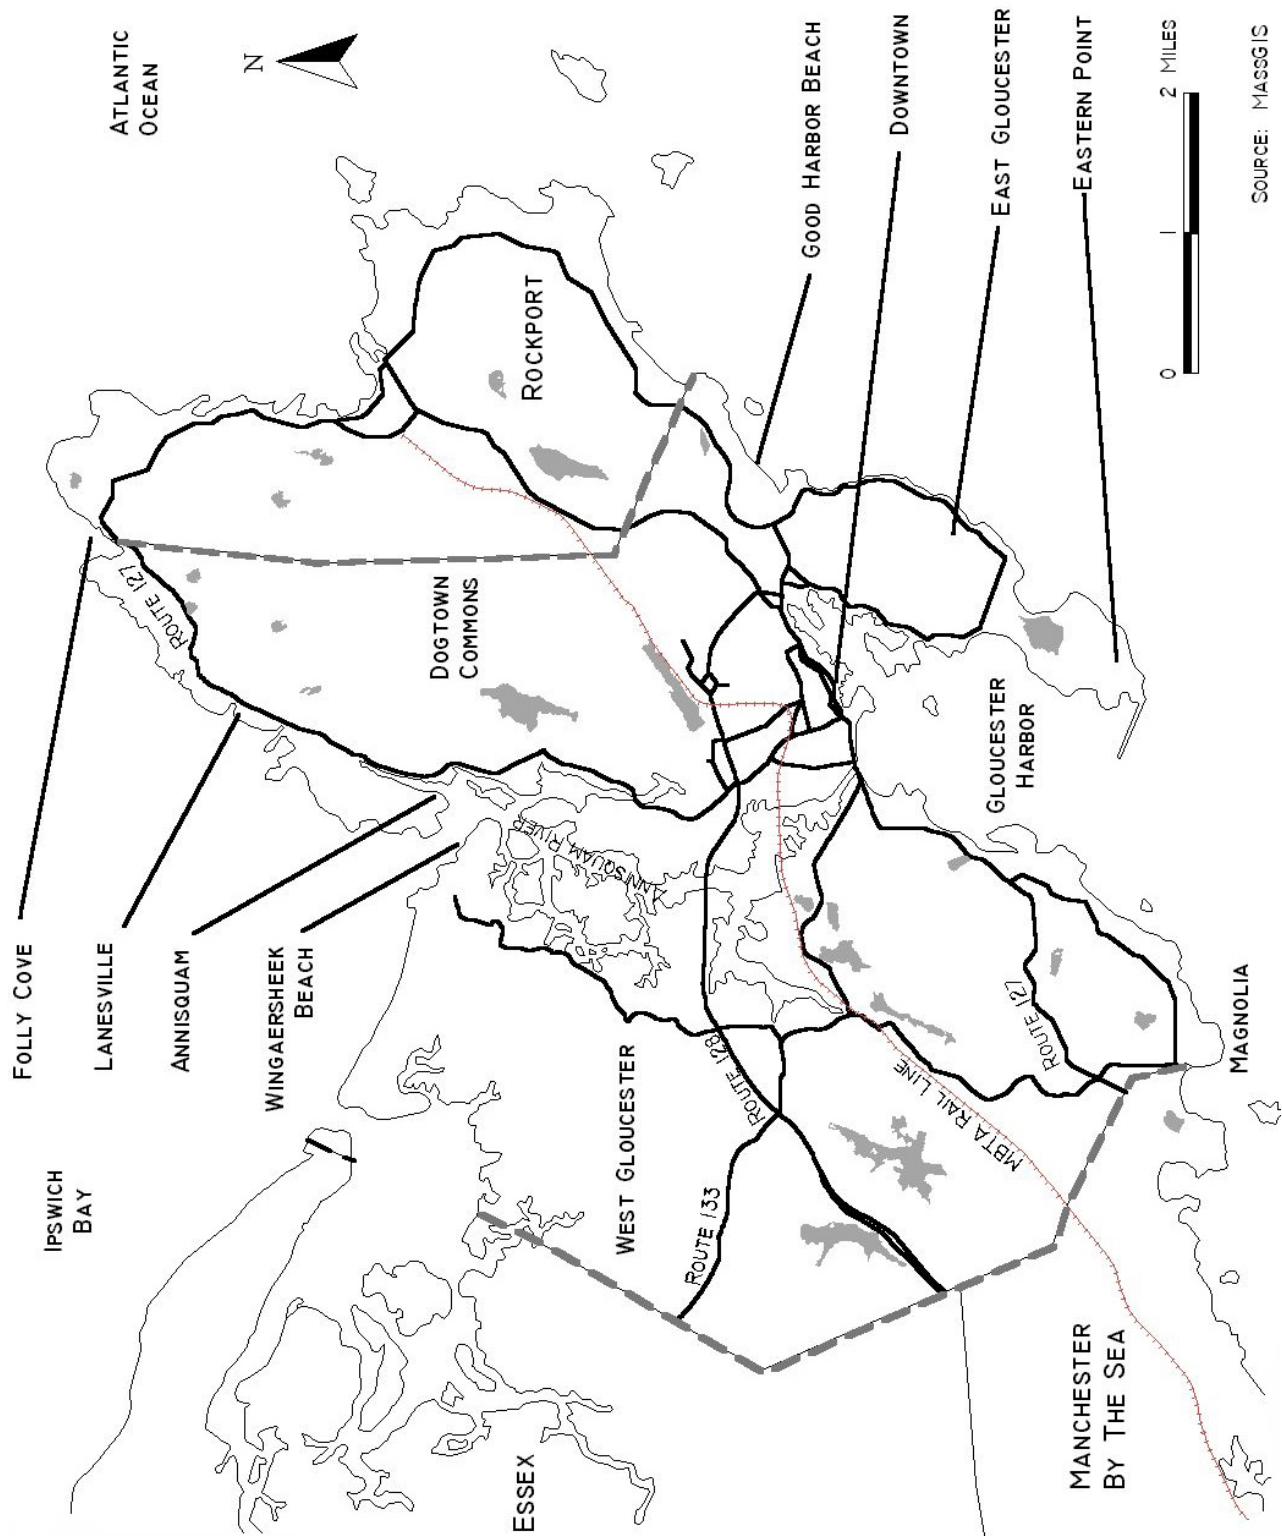 ATLANTIC
OCEAN
N
IPSWICH
BAY
FOLLY COVE
LANESVILLE
ANNISQUAM
WINGAERSHEEK
BEACH
ROUTE 127
DOGTOWN
COMMONS
ROCKPORT
ANNISQUAM RIVER
ESSEX
WEST GLOUCESTER
ROUTE 133
ROUTE 128
MBTA RAIL LINE
ROUTE 127
GLOUCESTER
HARBOR
GOOD HARBOR BEACH
DOWNTOWN
EAST GLOUCESTER
EASTERN POINT
MANCHESTER
BY THE SEA
MAGNOLIA
0 1 2 MILES
SOURCE: MASSGIS